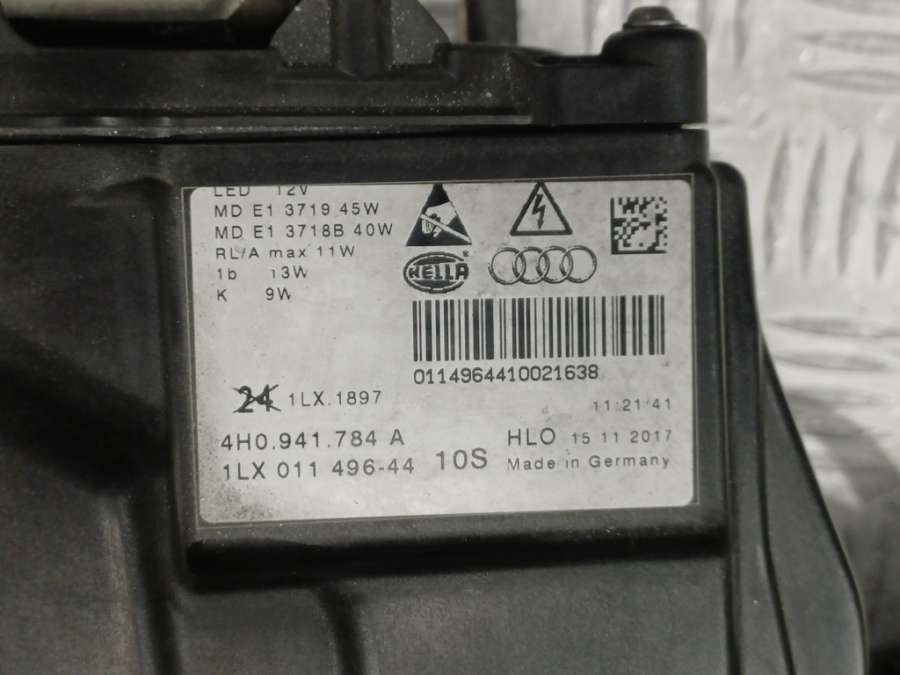 LED 12V
MD E1 3719 45W
MD E1 3718B 40W
RL/A max 11W
1b 13W
K 9W
HELLA
0114964410021638
24 1LX.1897
11:21:41
4H0.941.784 A
HLO 15 11 2017
1LX 011 496-44 10S
Made in Germany